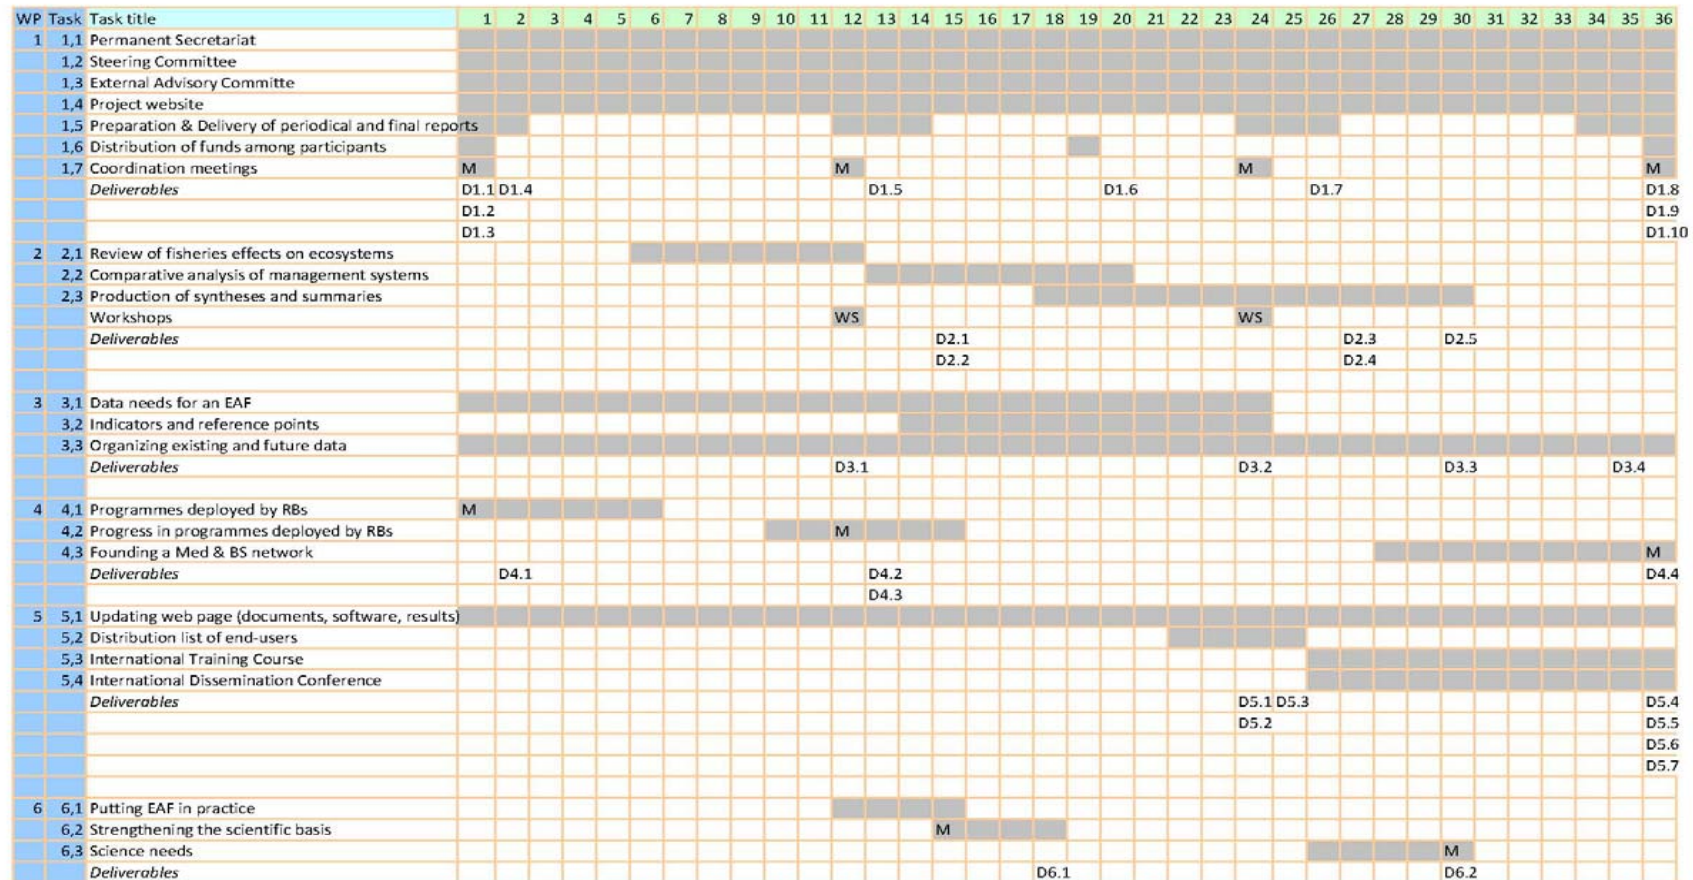 WP Task Task title 1 2 3 4 5 6 7 8 9 10 11 12 13 14 15 16 17 18 19 20 21 22 23 24 25 26 27 28 29 30 31 32 33 34 35 36
1 1,1 Permanent Secretariat
1,2 Steering Committee
1,3 External Advisory Committe
1,4 Project website
1,5 Preparation & Delivery of periodical and final reports
1,6 Distribution of funds among participants
1,7 Coordination meetings M M M M
Deliverables D1.1 D1.4 D1.5 D1.6 D1.7 D1.8
D1.2 D1.9
D1.3 D1.10
2 2,1 Review of fisheries effects on ecosystems
2,2 Comparative analysis of management systems
2,3 Production of syntheses and summaries
Workshops WS WS
Deliverables D2.1 D2.3 D2.5
D2.2 D2.4
3 3,1 Data needs for an EAF
3,2 Indicators and reference points
3,3 Organizing existing and future data
Deliverables D3.1 D3.2 D3.3 D3.4
4 4,1 Programmes deployed by RBs M
4,2 Progress in programmes deployed by RBs M
4,3 Founding a Med & BS network M
Deliverables D4.1 D4.2 D4.4
D4.3
5 5,1 Updating web page (documents, software, results)
5,2 Distribution list of end-users
5,3 International Training Course
5,4 International Dissemination Conference
Deliverables D5.1 D5.3 D5.4
D5.2 D5.5
D5.6
D5.7
6 6,1 Putting EAF in practice
6,2 Strengthening the scientific basis M
6,3 Science needs M
Deliverables D6.1 D6.2